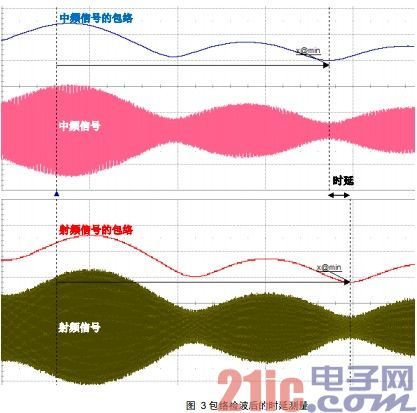 中频信号的包络
x@min
中频信号
时延
射频信号的包络
x@min
射频信号
图 3 包络检波后的时延测量
21ic 电子网